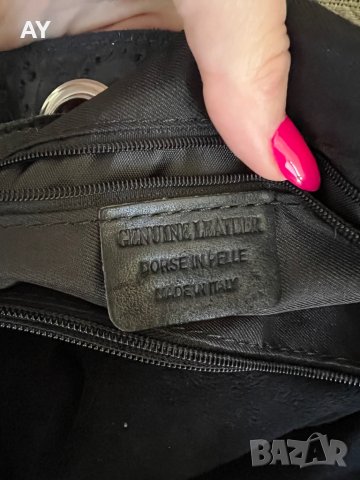 AY
GENUINE LEATHER
BORSE IN PELLE
MADE IN ITALY
BAZAR